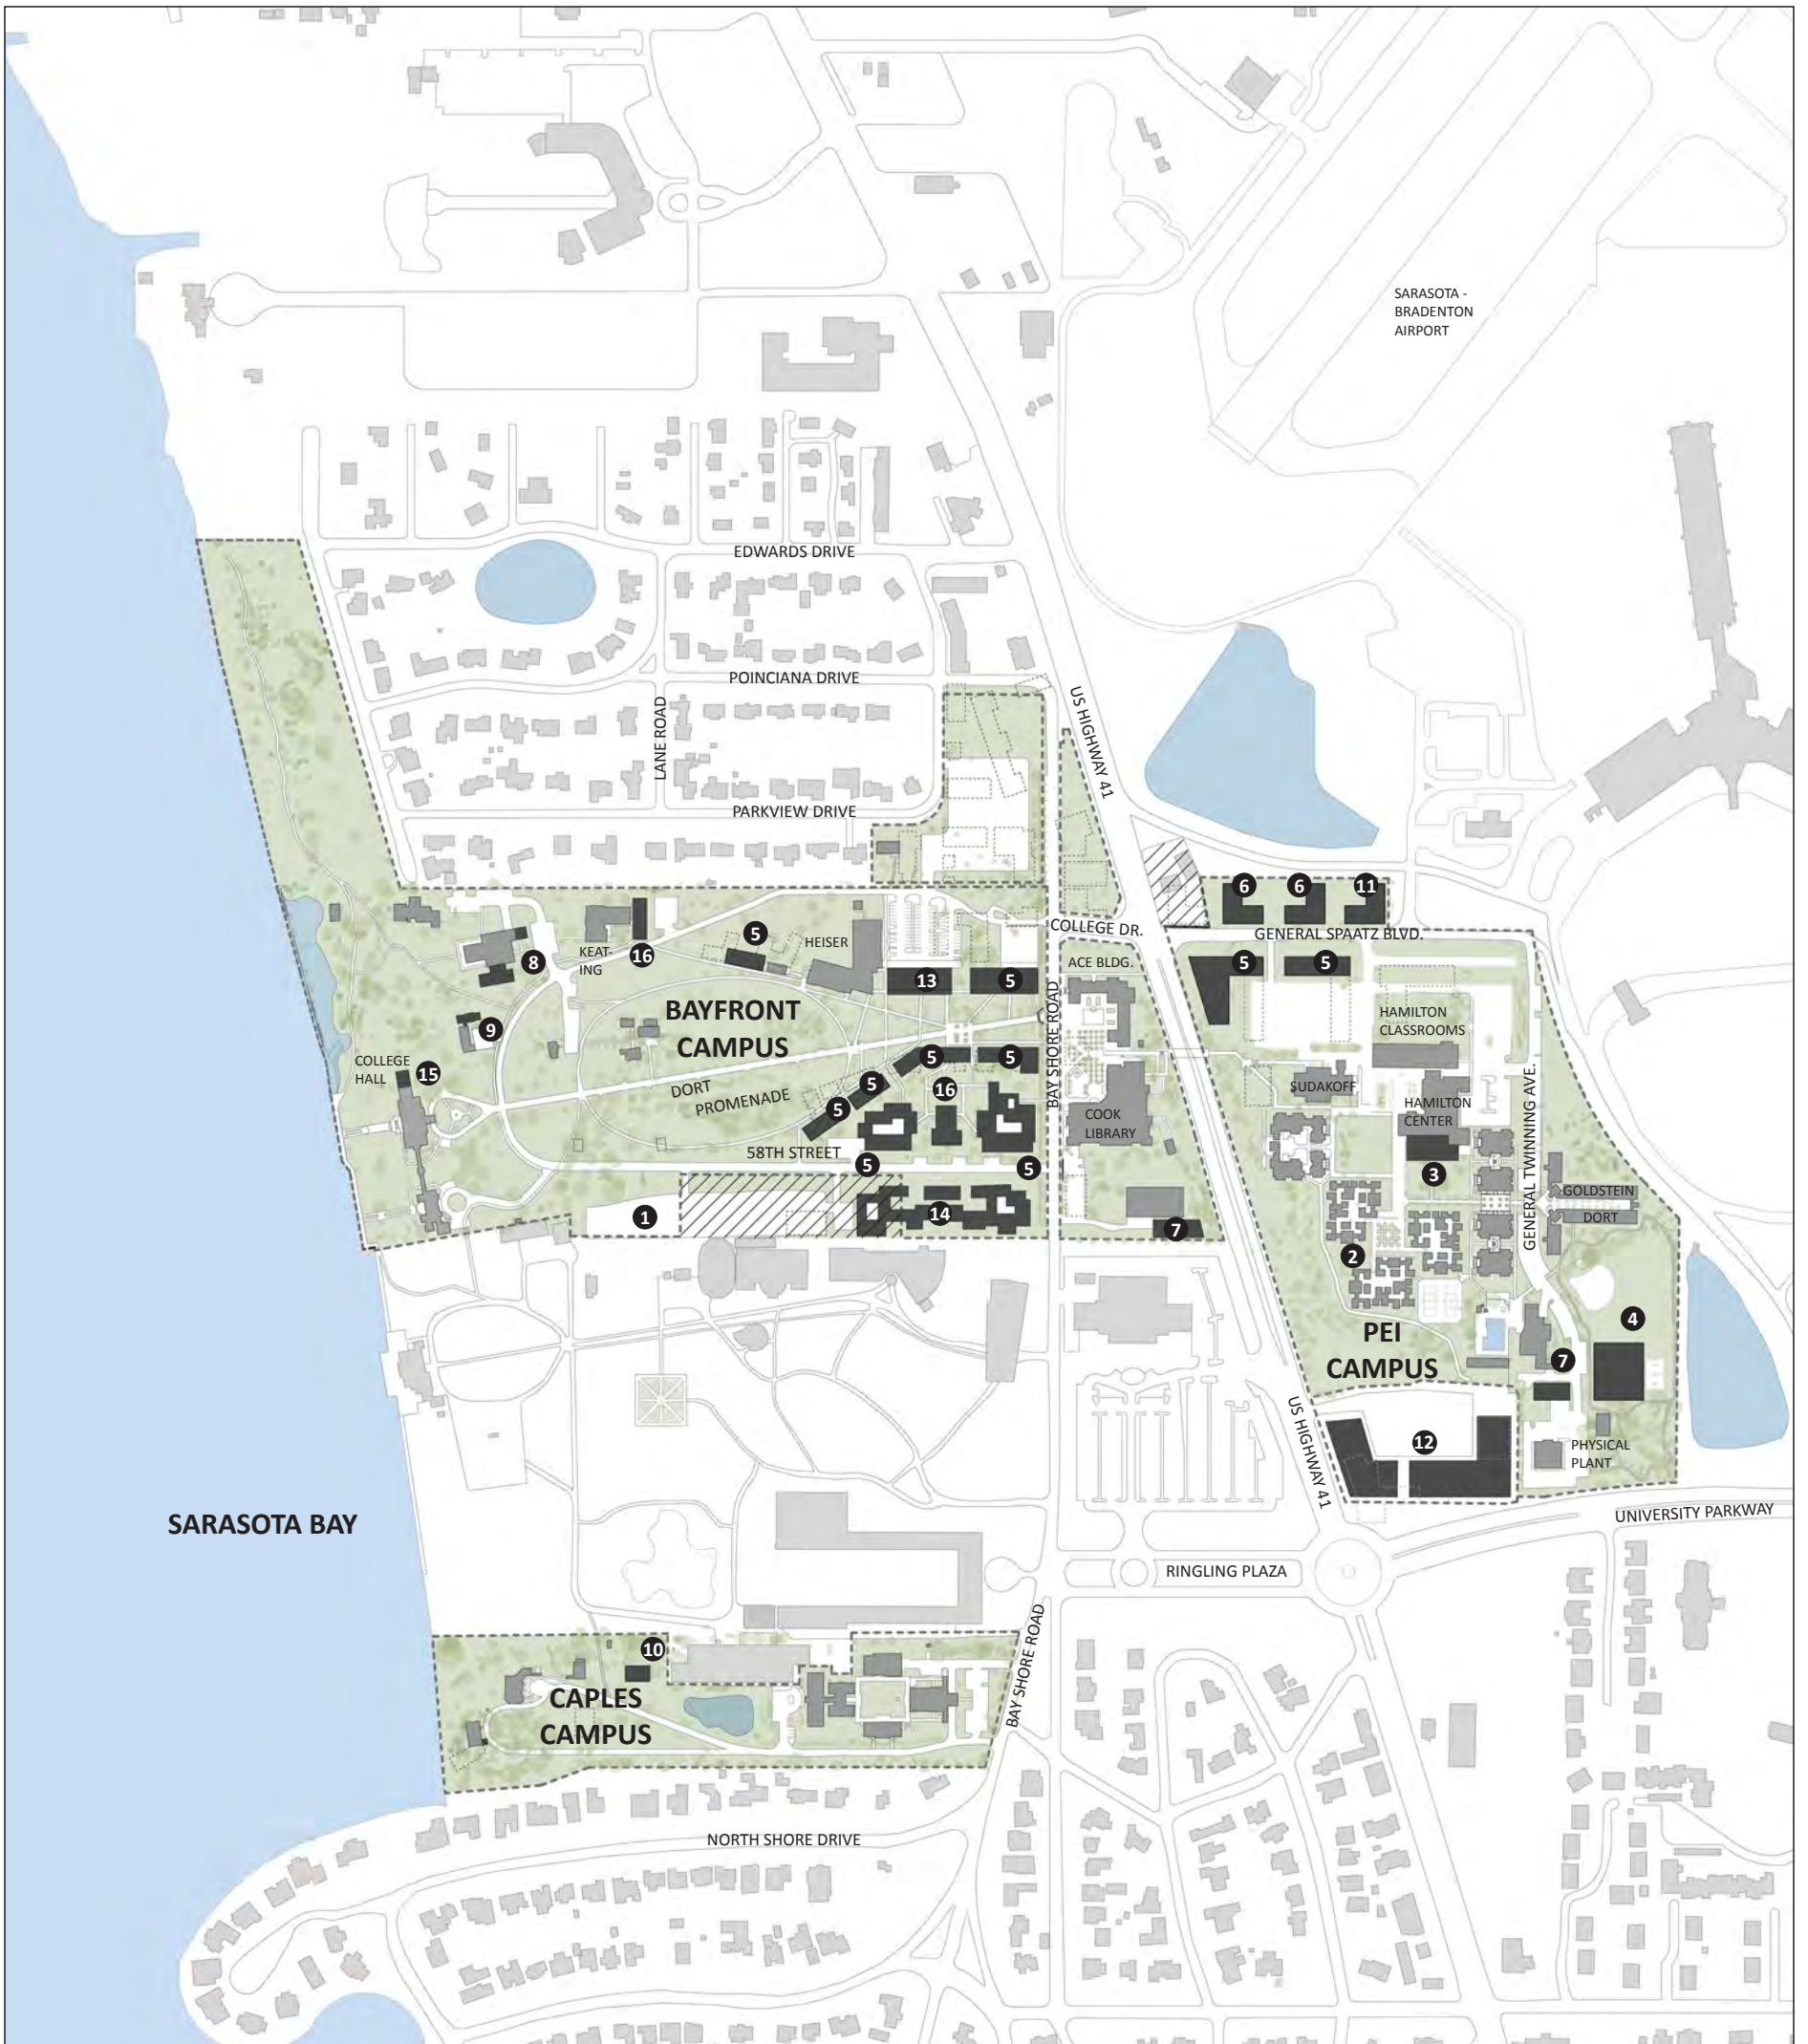 SARASOTA -
BRADENTON
AIRPORT
EDWARDS DRIVE
POINCIANA DRIVE
LANE ROAD
US HIGHWAY 41
PARKVIEW DRIVE
6
6
11
COLLEGE DR.
GENERAL SPAATZ BLVD.
5
HEISER
KEAT-
ING
16
8
ACE BLDG.
5
5
13
5
BAYFRONT
CAMPUS
BAY SHORE ROAD
HAMILTON
CLASSROOMS
9
COLLEGE
HALL
15
5
5
DORT
PROMENADE
5
16
5
SUDAKOFF
HAMILTON
CENTER
GENERAL TWINNING AVE.
COOK
LIBRARY
58TH STREET
5
5
3
GOLDSTEIN
DORT
1
14
7
2
PEI
CAMPUS
4
7
US HIGHWAY 41
12
PHYSICAL
PLANT
SARASOTA BAY
UNIVERSITY PARKWAY
RINGLING PLAZA
BAY SHORE ROAD
10
CAPLES
CAMPUS
NORTH SHORE DRIVE